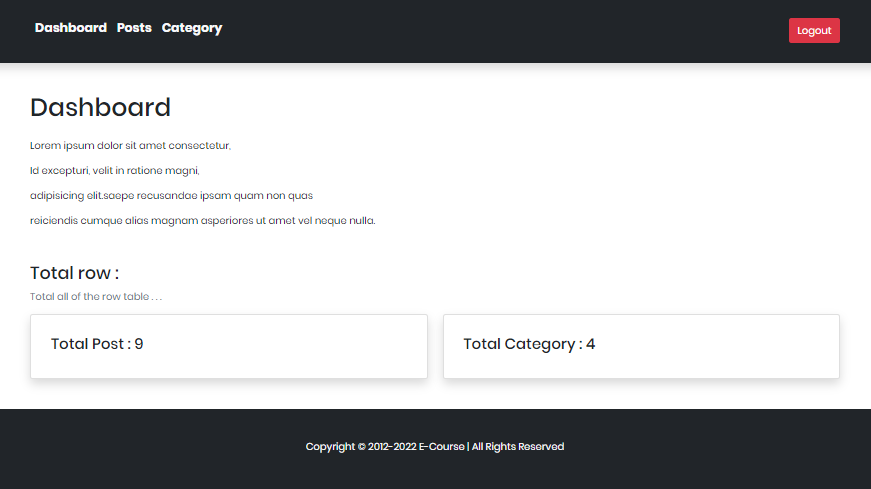 Dashboard Posts Category Logout
Dashboard
Lorem ipsum dolor sit amet consectetur,
Id excepturi, velit in ratione magni,
adipisicing elit.saepe recusandae ipsam quam non quas
reiciendis cumque alias magnam asperiores ut amet vel neque nulla.
Total row :
Total all of the row table . . .
Total Post : 9 Total Category : 4
Copyright © 2012-2022 E-Course | All Rights Reserved